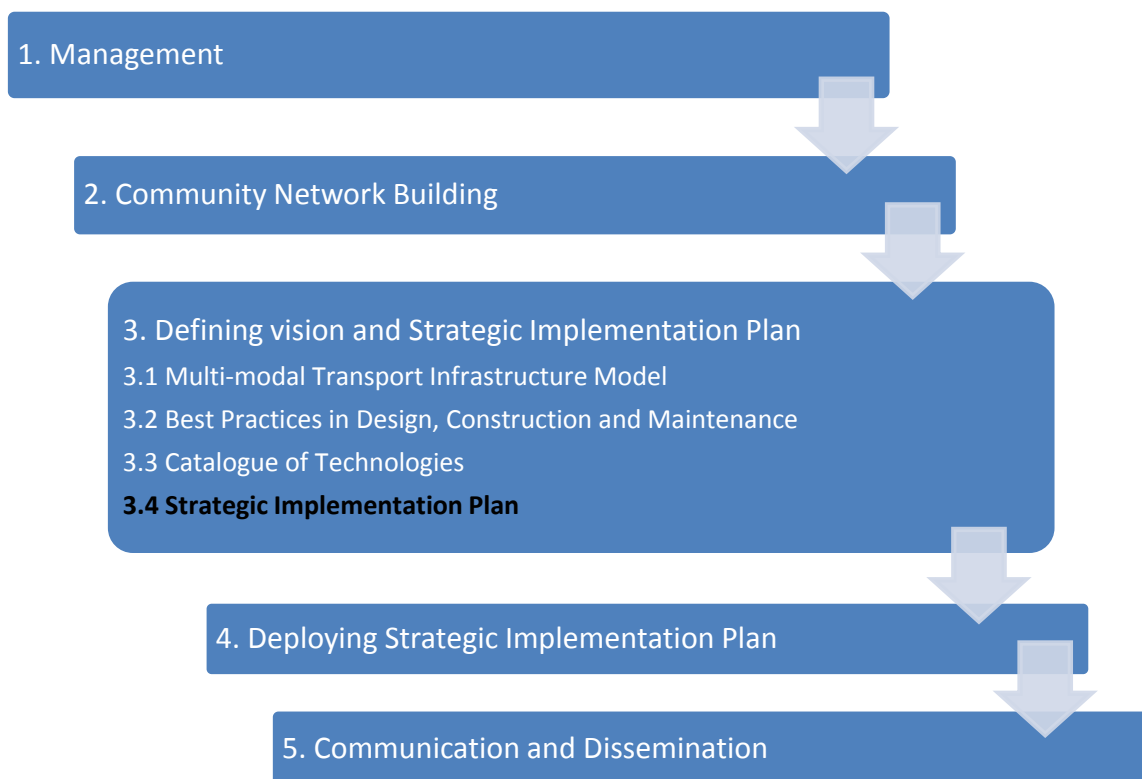 1. Management
2. Community Network Building
3. Defining vision and Strategic Implementation Plan
3.1 Multi-modal Transport Infrastructure Model
3.2 Best Practices in Design, Construction and Maintenance
3.3 Catalogue of Technologies
3.4 Strategic Implementation Plan
4. Deploying Strategic Implementation Plan
5. Communication and Dissemination